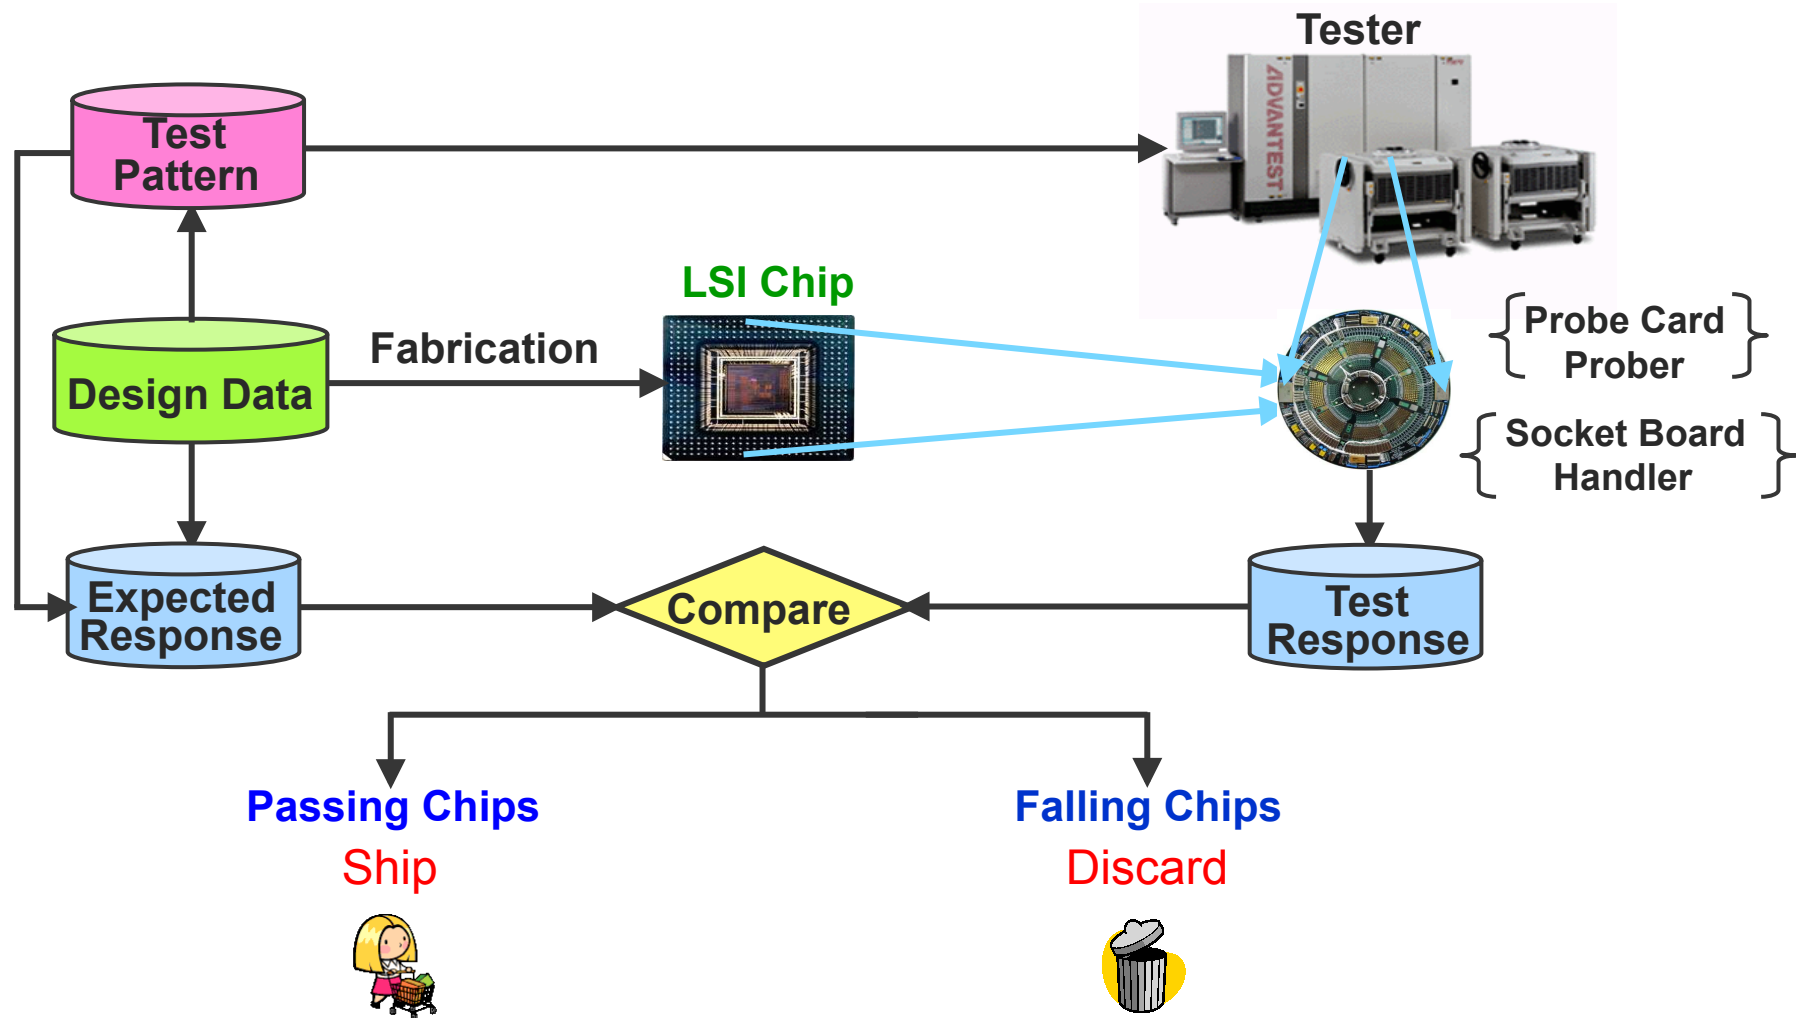 Tester
ADVANTEST
Test
Pattern
LSI Chip
Fabrication
Design Data
Probe Card
Prober
Socket Board
Handler
Expected
Response
Compare
Test
Response
Passing Chips
Falling Chips
Ship
Discard